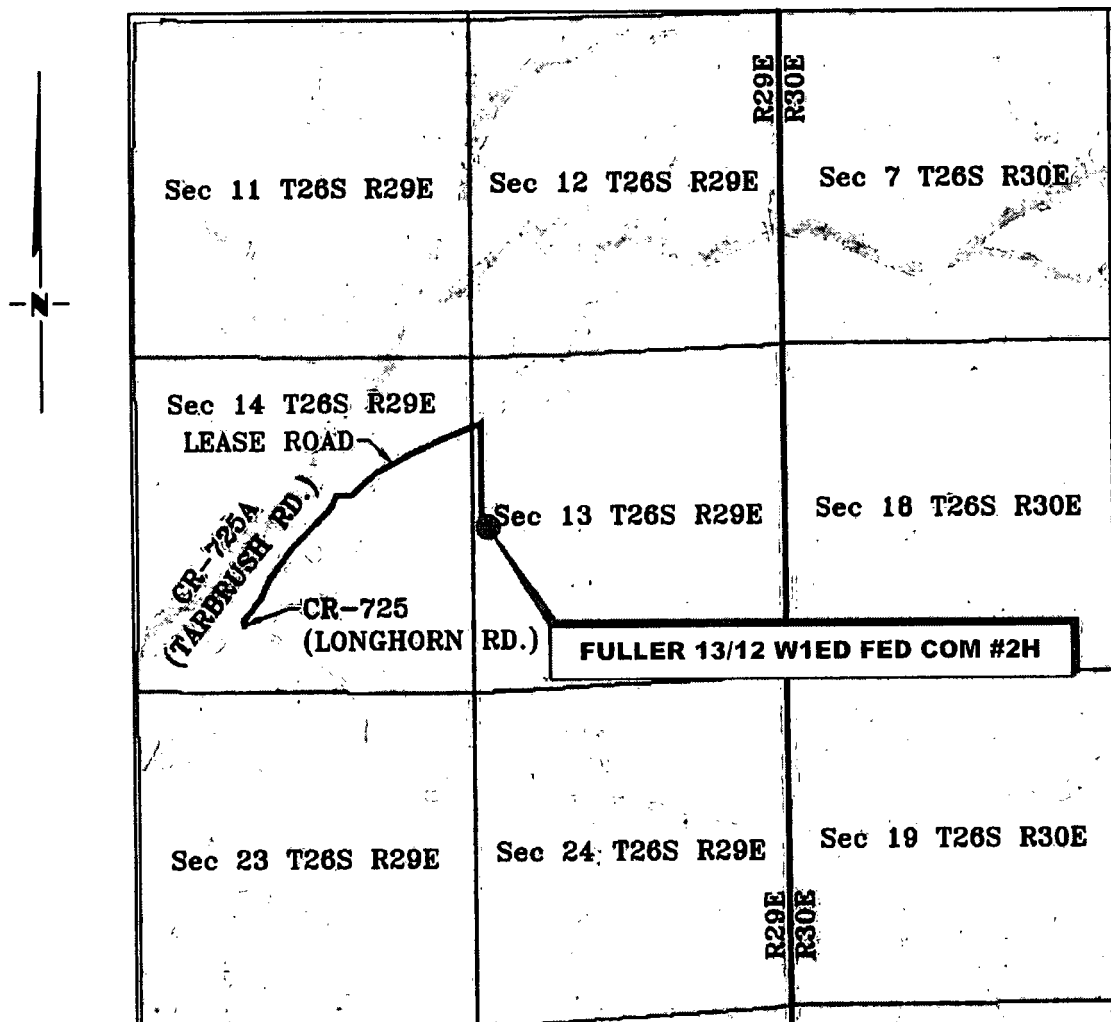 R29E
R30E
Sec 11 T26S R29E
Sec 12 T26S R29E
Sec 7 T26S R30E
N
Sec 14 T26S R29E
LEASE ROAD
Sec 13 T26S R29E
Sec 18 T26S R30E
CR-725A
(TARBRUSH RD.)
CR-725
(LONGHORN RD.)
FULLER 13/12 W1ED FED COM #2H
Sec 23 T26S R29E
Sec 24 T26S R29E
Sec 19 T26S R30E
R29E
R30E